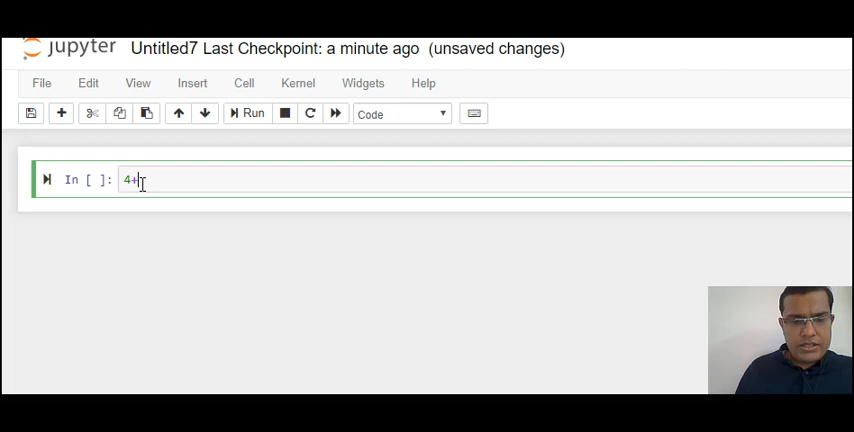 jupyter Untitled7 Last Checkpoint: a minute ago (unsaved changes)
File Edit View Insert Cell Kernel Widgets Help
Run Code
In [ ]: 4+